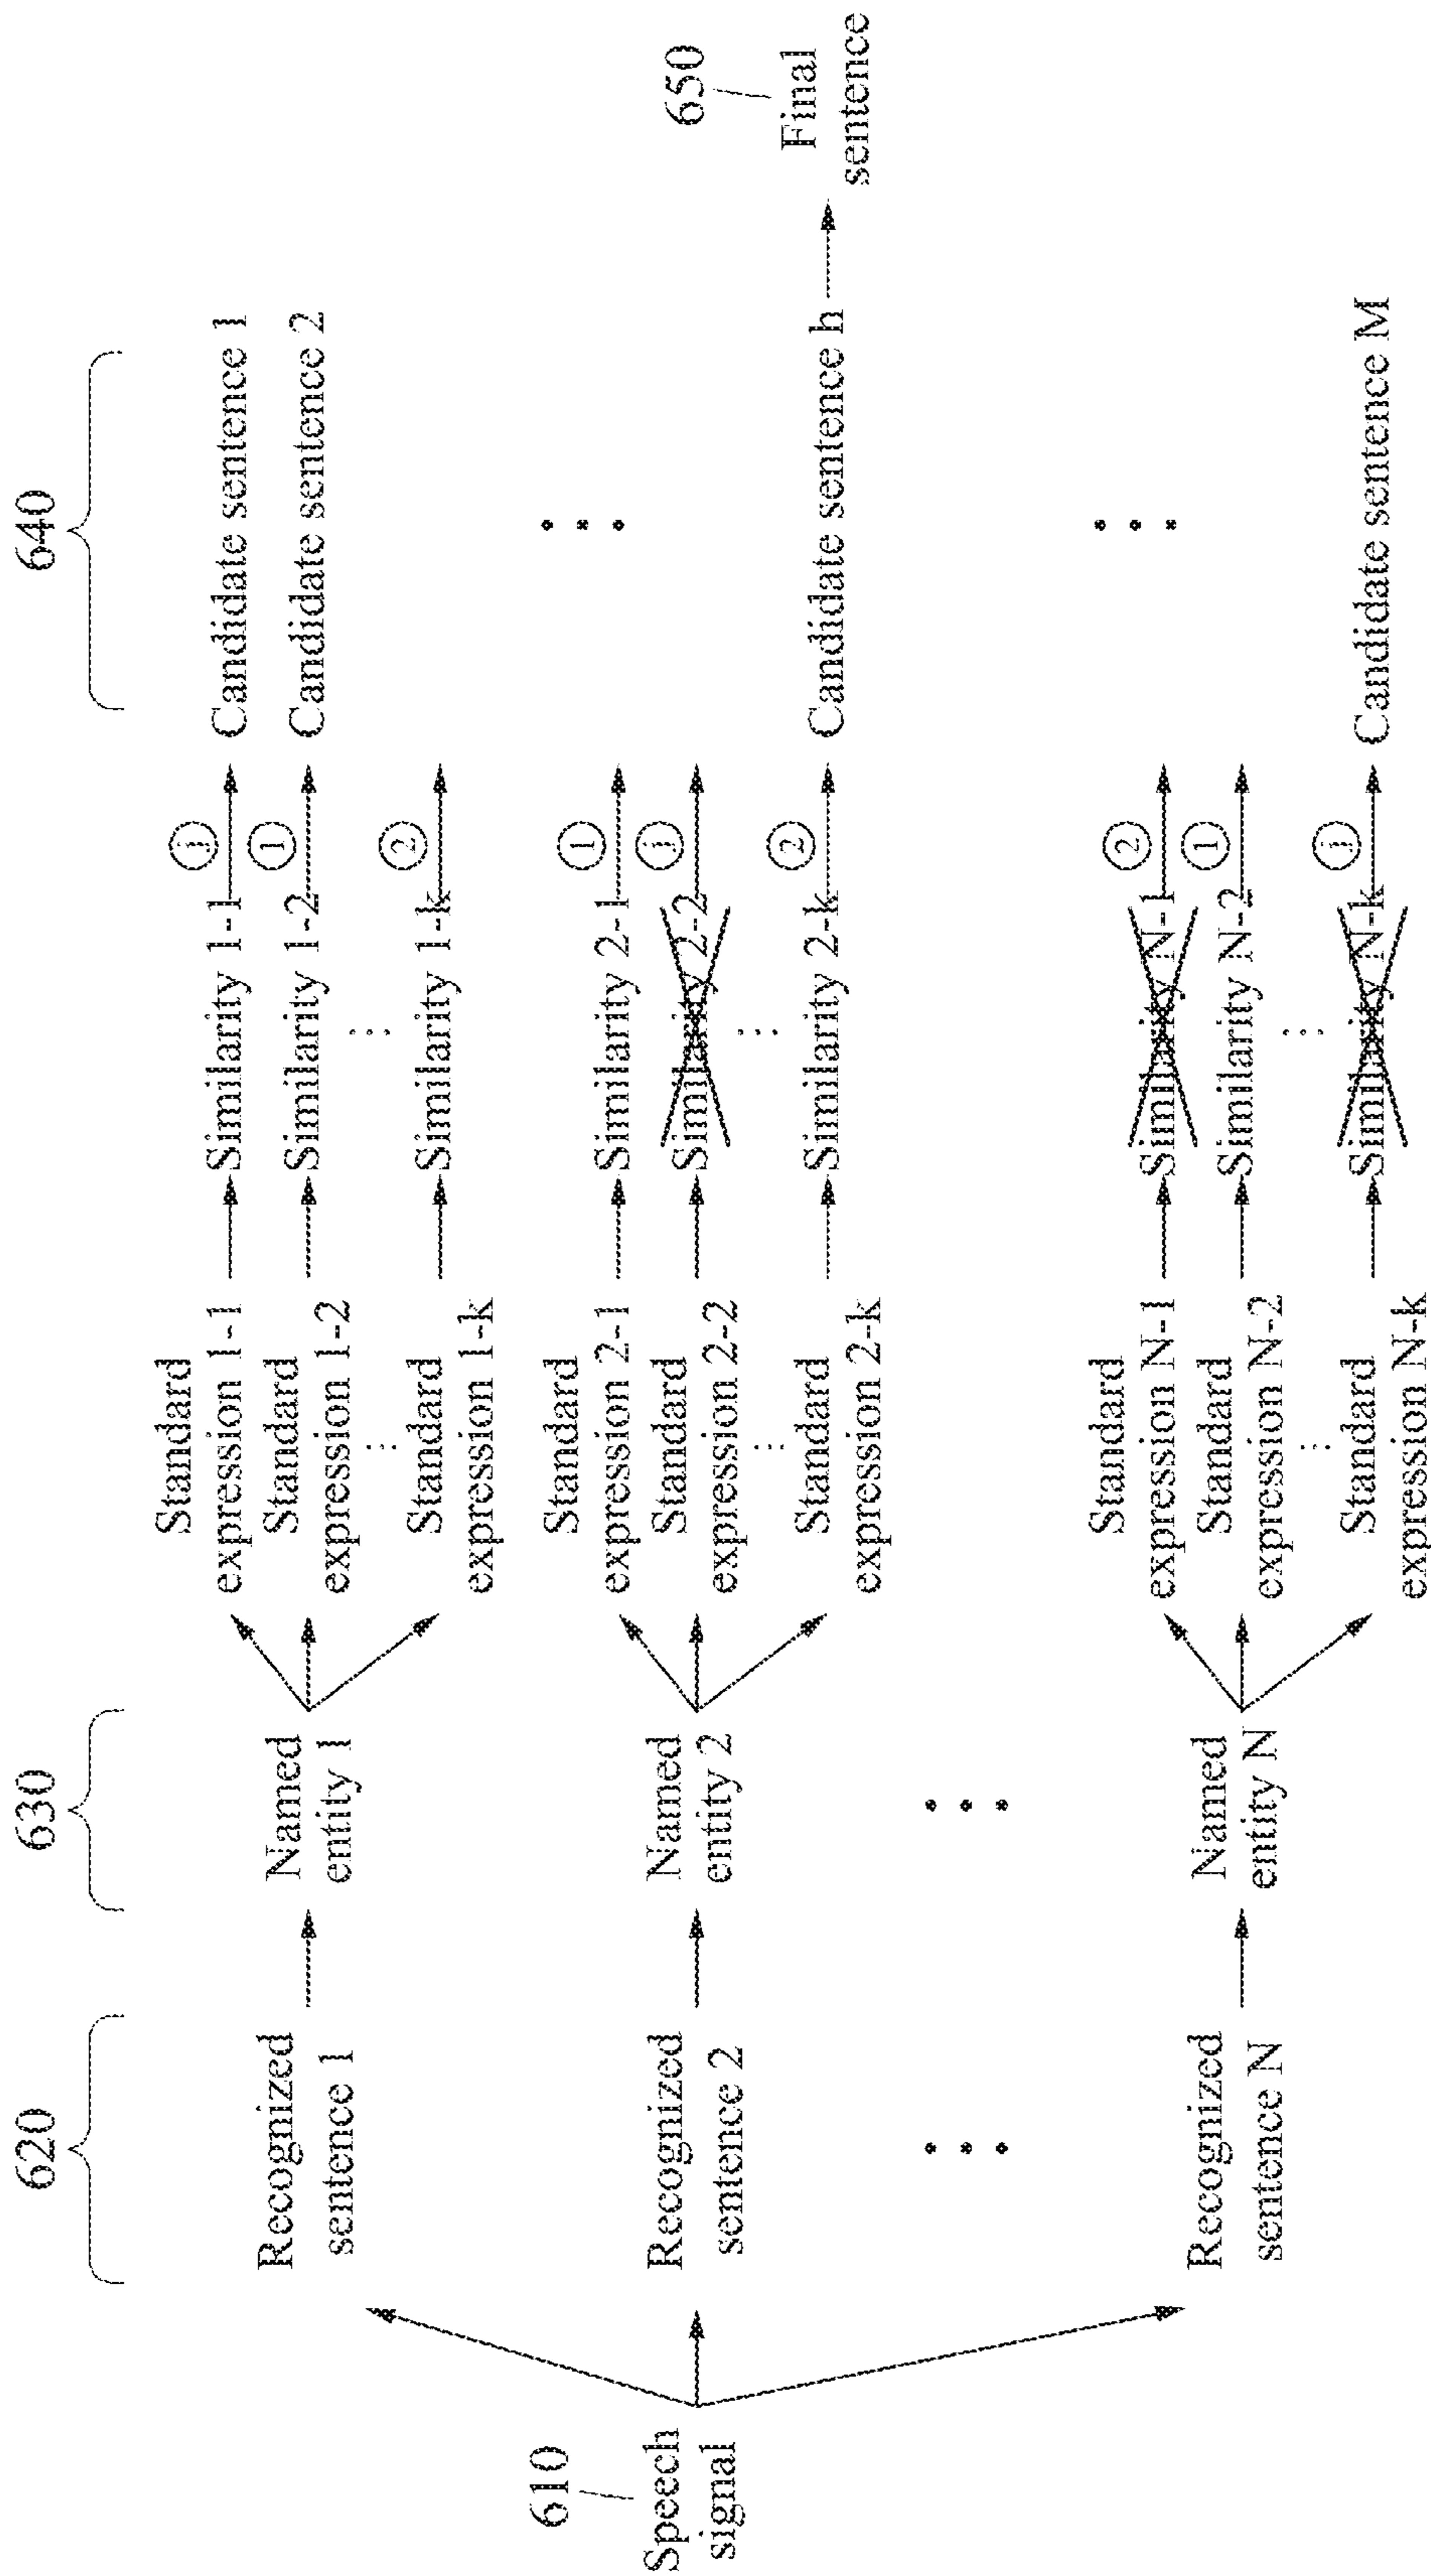 610
Speech
signal
620
Recognized
sentence 1
Recognized
sentence 2
Recognized
sentence N
630
Named
entity 1
Named
entity 2
Named
entity N
Standard
expression 1-1
Standard
expression 1-2
Standard
expression 1-k
Standard
expression 2-1
Standard
expression 2-2
Standard
expression 2-k
Standard
expression N-1
Standard
expression N-2
Standard
expression N-k
Similarity 1-1
Similarity 1-2
Similarity 1-k
Similarity 2-1
Similarity 2-2
Similarity 2-k
Similarity N-1
Similarity N-2
Similarity N-k
j
1
2
1
j
2
2
1
j
640
Candidate sentence 1
Candidate sentence 2
Candidate sentence h
Candidate sentence M
650
Final
sentence